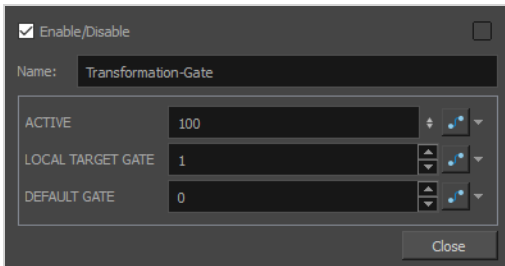 Enable/Disable
Name: Transformation-Gate
ACTIVE 100
LOCAL TARGET GATE 1
DEFAULT GATE 0
Close